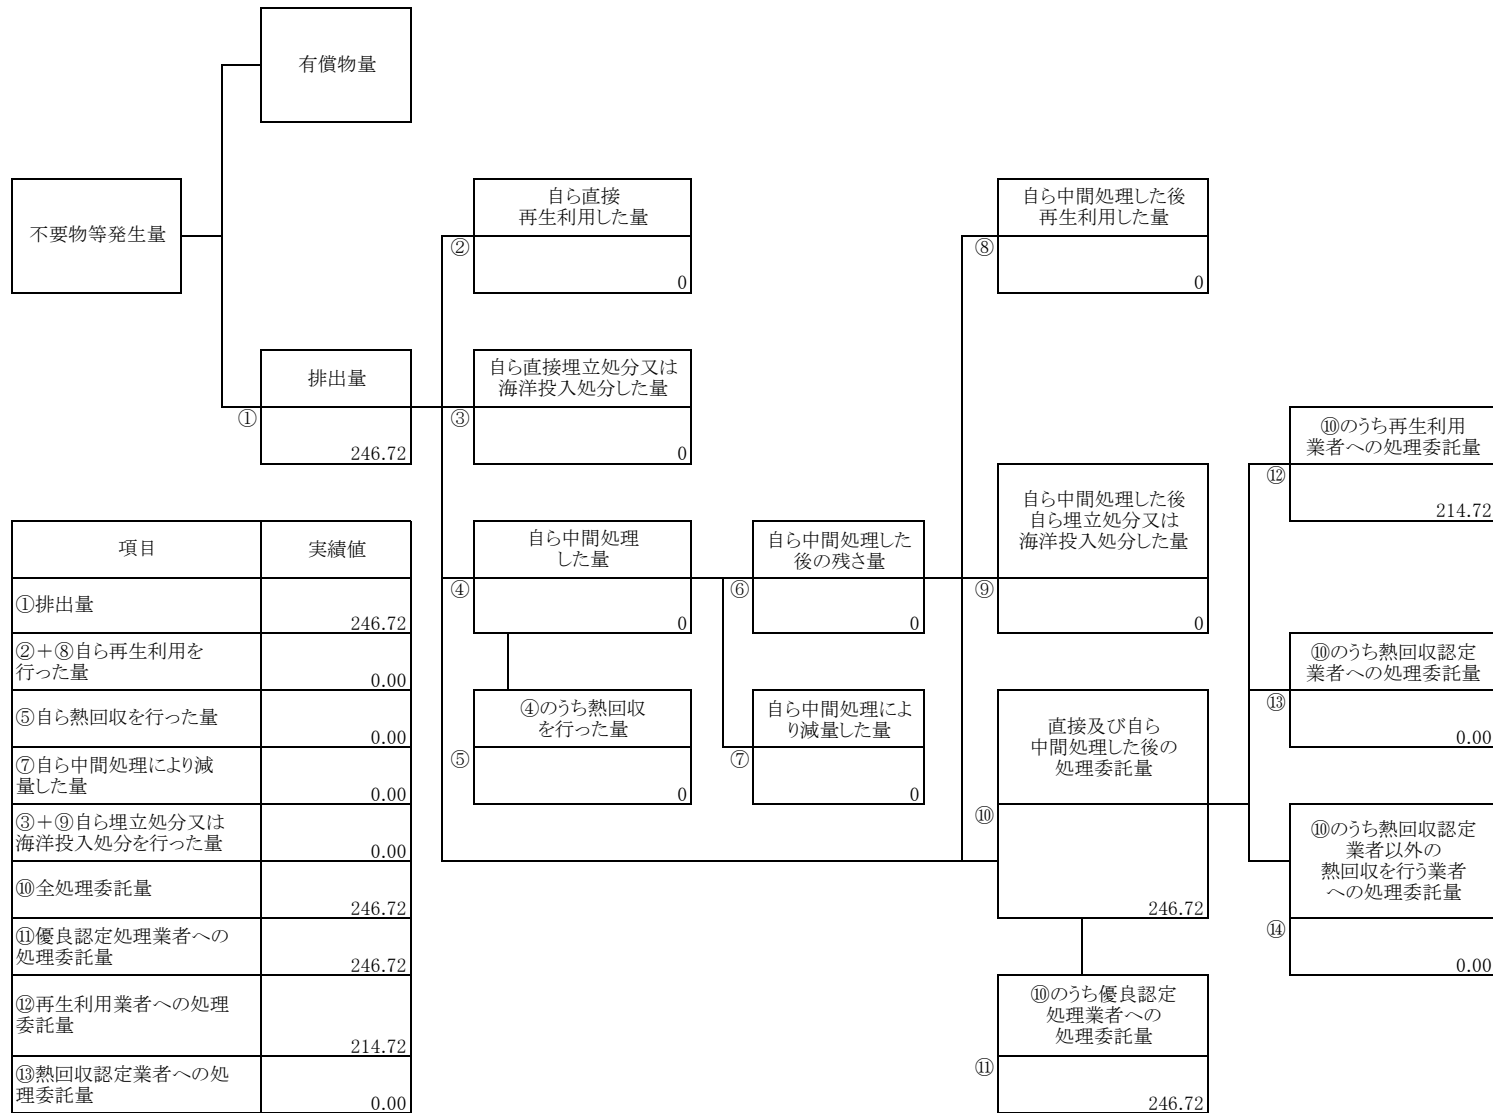 有償物量
不要物等発生量
自ら直接
再生利用した量
②
0
自ら中間処理した後
再生利用した量
⑧
0
排出量
①
246.72
自ら直接埋立処分又は
海洋投入処分した量
③
0
⑩のうち再生利用
業者への処理委託量
⑫
214.72
自ら中間処理
した量
④
0
自ら中間処理した
後の残さ量
⑥
0
自ら中間処理した後
自ら埋立処分又は
海洋投入処分した量
⑨
0
⑩のうち熱回収認定
業者への処理委託量
⑬
0.00
④のうち熱回収
を行った量
⑤
0
自ら中間処理によ
り減量した量
⑦
0
直接及び自ら
中間処理した後の
処理委託量
⑩
246.72
⑩のうち熱回収認定
業者以外の
熱回収を行う業者
への処理委託量
⑭
0.00
⑩のうち優良認定
処理業者への
処理委託量
⑪
246.72
項目 実績値
①排出量
246.72
②＋⑧自ら再生利用を
行った量
0.00
⑤自ら熱回収を行った量
0.00
⑦自ら中間処理により減
量した量
0.00
③＋⑨自ら埋立処分又は
海洋投入処分を行った量
0.00
⑩全処理委託量
246.72
⑪優良認定処理業者への
処理委託量
246.72
⑫再生利用業者への処理
委託量
214.72
⑬熱回収認定業者への処
理委託量
0.00